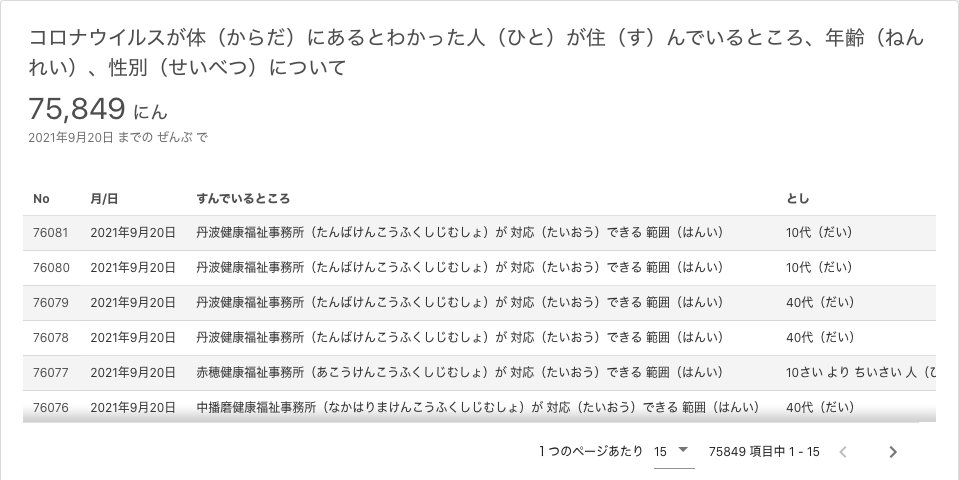 コロナウイルスが体（からだ）にあるとわかった人（ひと）が住（す）んでいるところ、年齢（ねん
れい）、性別（せいべつ）について
75,849 にん
2021年9月20日 までの ぜんぶ で
No 月/日 すんでいるところ とし
76081 2021年9月20日 丹波健康福祉事務所（たんばけんこうふくしじむしょ）が 対応（たいおう）できる 範囲（はんい） 10代（だい）
76080 2021年9月20日 丹波健康福祉事務所（たんばけんこうふくしじむしょ）が 対応（たいおう）できる 範囲（はんい） 10代（だい）
76079 2021年9月20日 丹波健康福祉事務所（たんばけんこうふくしじむしょ）が 対応（たいおう）できる 範囲（はんい） 40代（だい）
76078 2021年9月20日 丹波健康福祉事務所（たんばけんこうふくしじむしょ）が 対応（たいおう）できる 範囲（はんい） 40代（だい）
76077 2021年9月20日 赤穂健康福祉事務所（あこうけんこうふくしじむしょ）が 対応（たいおう）できる 範囲（はんい） 10さい より ちいさい 人（ひ
76076 2021年9月20日 中播磨健康福祉事務所（なかはりまけんこうふくしじむしょ）が 対応（たいおう）できる 範囲（はんい） 40代（だい）
1 つのページあたり 15 75849 項目中 1 - 15